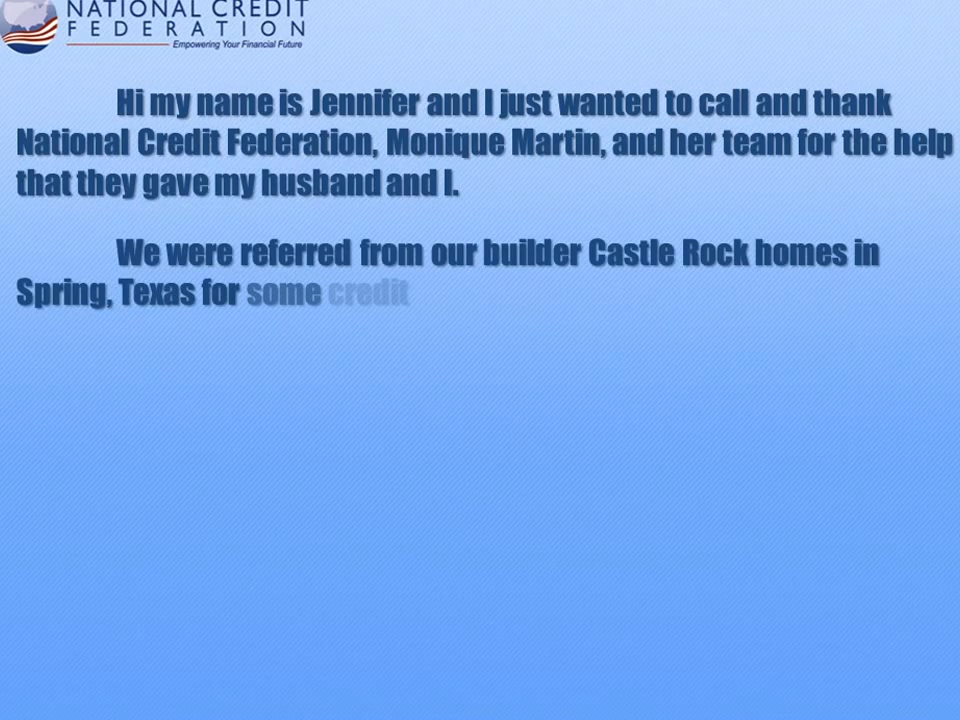 NATIONAL CREDIT
FEDERATION
Empowering Your Financial Future
Hi my name is Jennifer and I just wanted to call and thank
National Credit Federation, Monique Martin, and her team for the help
that they gave my husband and I.
We were referred from our builder Castle Rock homes in
Spring, Texas for some credit